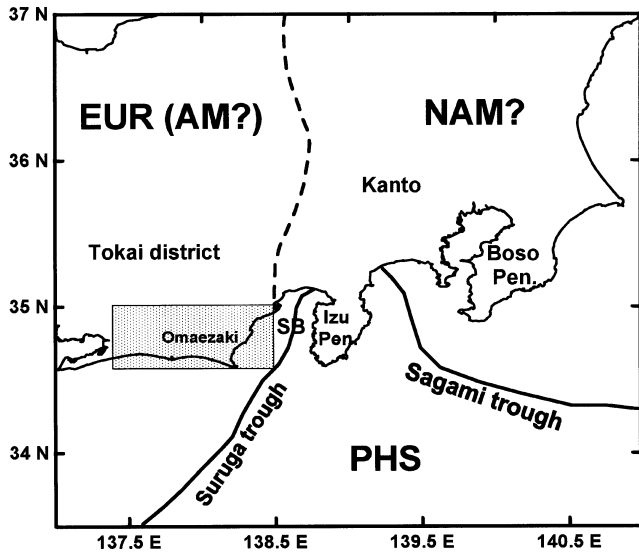 37 N
EUR (AM?)
NAM?
36 N
Kanto
Tokai district
Boso
Pen.
35 N
Omaezaki
SB
Izu
Pen
Suruga trough
Sagami trough
34 N
PHS
137.5 E
138.5 E
139.5 E
140.5 E